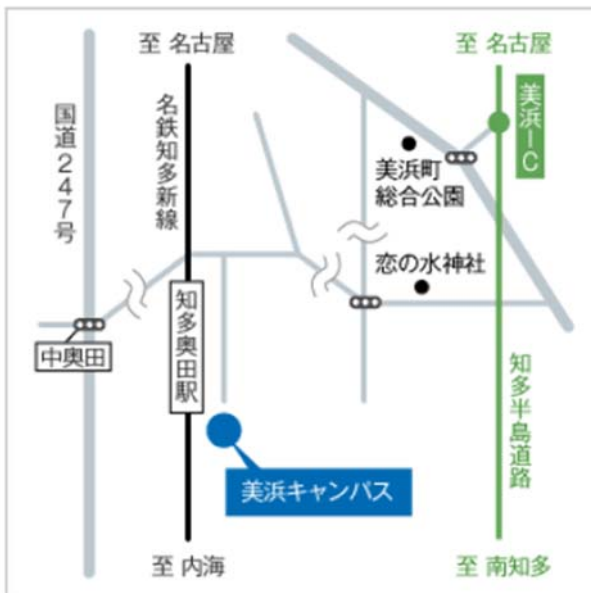 至 名古屋
至 名古屋
国道247号
名鉄知多新線
美浜IC
美浜町
総合公園
恋の水神社
知多奥田駅
中奥田
知多半島道路
美浜キャンパス
至 内海
至 南知多